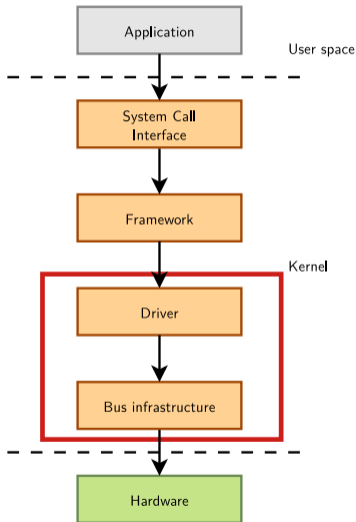 Application
User space
System Call
Interface
Framework
Kernel
Driver
Bus infrastructure
Hardware